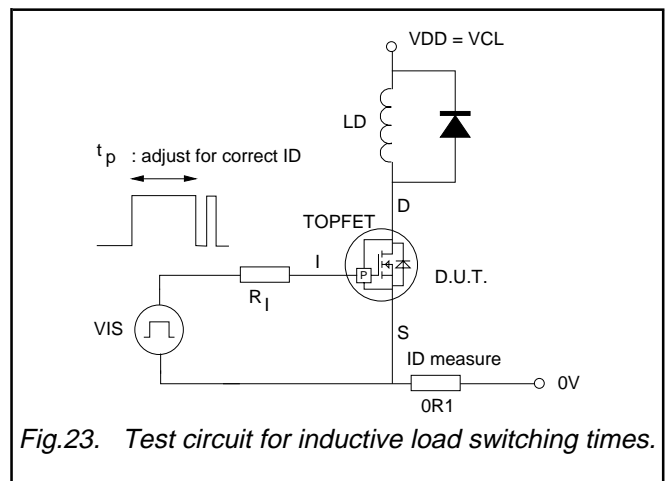 VDD = VCL
LD
t p : adjust for correct ID
D
TOPFET
I
P
D.U.T.
R I
VIS
S
ID measure
0V
0R1
Fig.23. Test circuit for inductive load switching times.